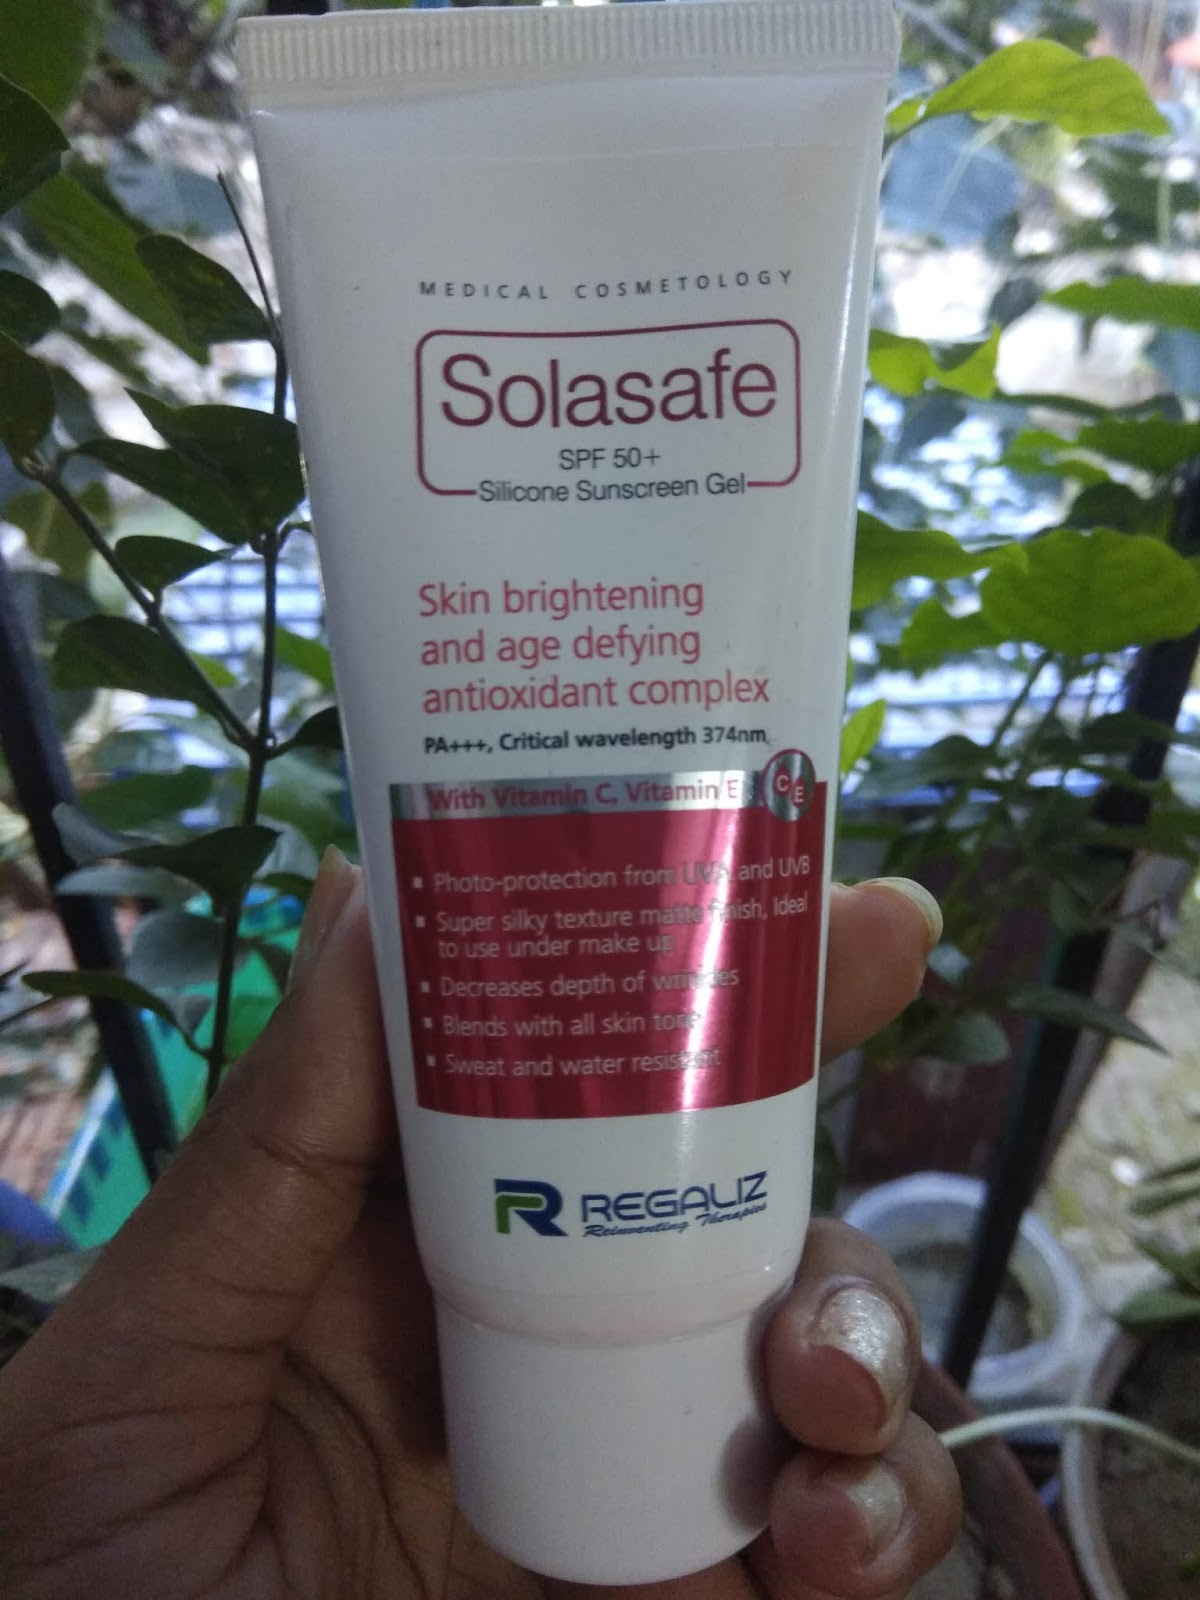 MEDICAL COSMETOLOGY
Solasafe
SPF 50+
Silicone Sunscreen Gel
Skin brightening
and age defying
antioxidant complex
PA+++, Critical wavelength 374nm
With Vitamin C, Vitamin E
C E
▪ Photo-protection from UVA and UVB
▪ Super silky texture matte finish, Ideal
to use under make up
▪ Decreases depth of wrinkles
▪ Blends with all skin tone
▪ Sweat and water resistant
R REGALIZ
Reinventing Therapies